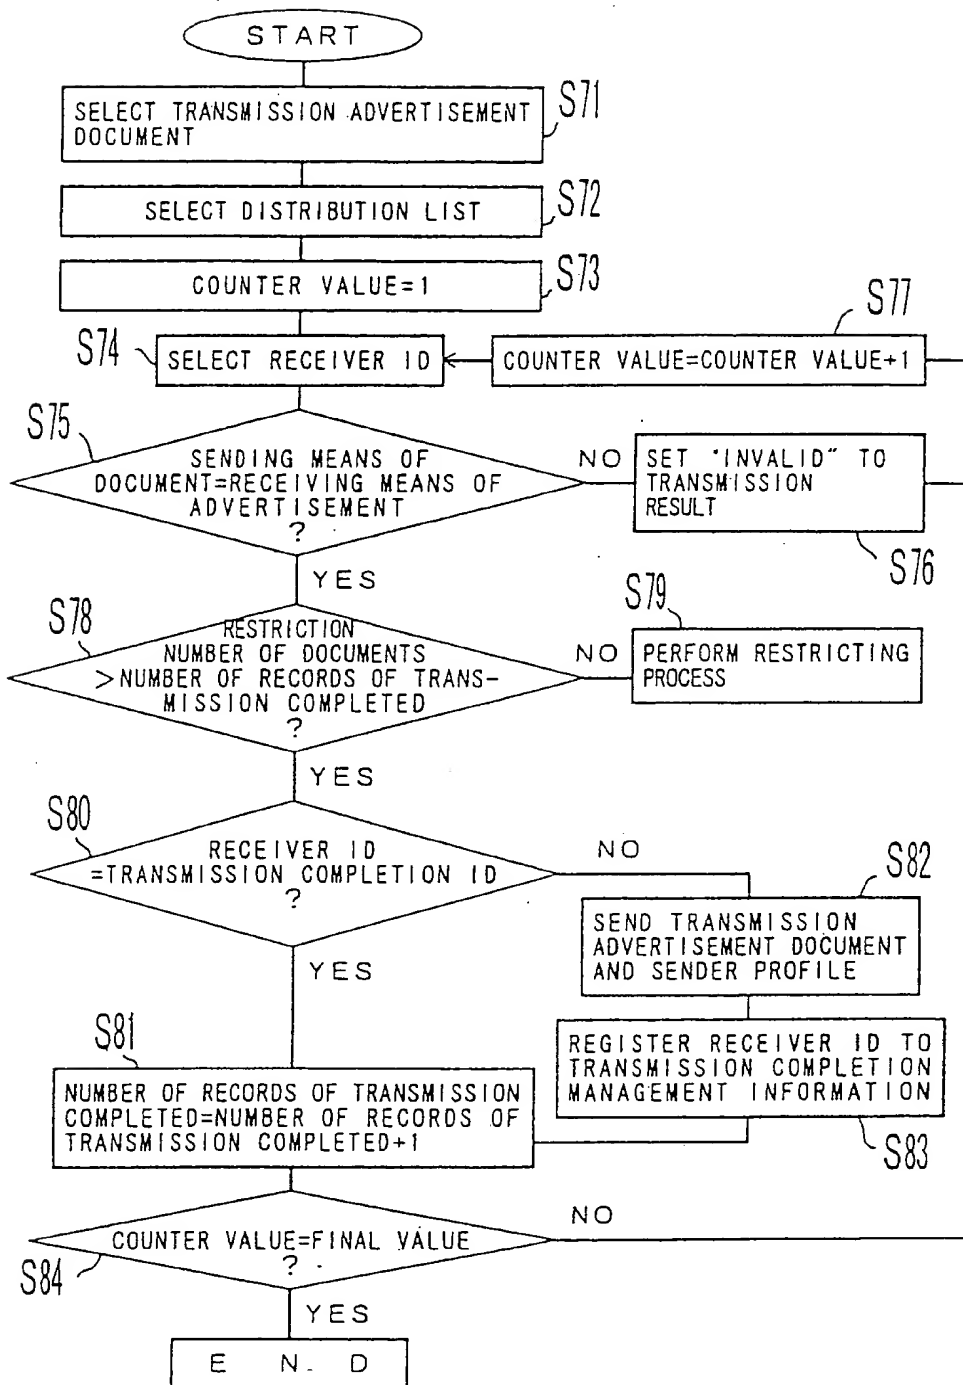 START
SELECT TRANSMISSION ADVERTISEMENT
DOCUMENT
S71
SELECT DISTRIBUTION LIST
S72
COUNTER VALUE=1
S73
S74
SELECT RECEIVER ID
COUNTER VALUE=COUNTER VALUE+1
S77
S75
SENDING MEANS OF
DOCUMENT=RECEIVING MEANS OF
ADVERTISEMENT
?
NO
SET "INVALID" TO
TRANSMISSION
RESULT
S76
YES
S78
RESTRICTION
NUMBER OF DOCUMENTS
>NUMBER OF RECORDS OF TRANS-
MISSION COMPLETED
?
NO
S79
PERFORM RESTRICTING
PROCESS
YES
S80
RECEIVER ID
=TRANSMISSION COMPLETION ID
?
NO
S82
SEND TRANSMISSION
ADVERTISEMENT DOCUMENT
AND SENDER PROFILE
YES
REGISTER RECEIVER ID TO
TRANSMISSION COMPLETION
MANAGEMENT INFORMATION
S83
S81
NUMBER OF RECORDS OF TRANSMISSION
COMPLETED=NUMBER OF RECORDS OF
TRANSMISSION COMPLETED+1
COUNTER VALUE=FINAL VALUE
?
S84
NO
YES
END